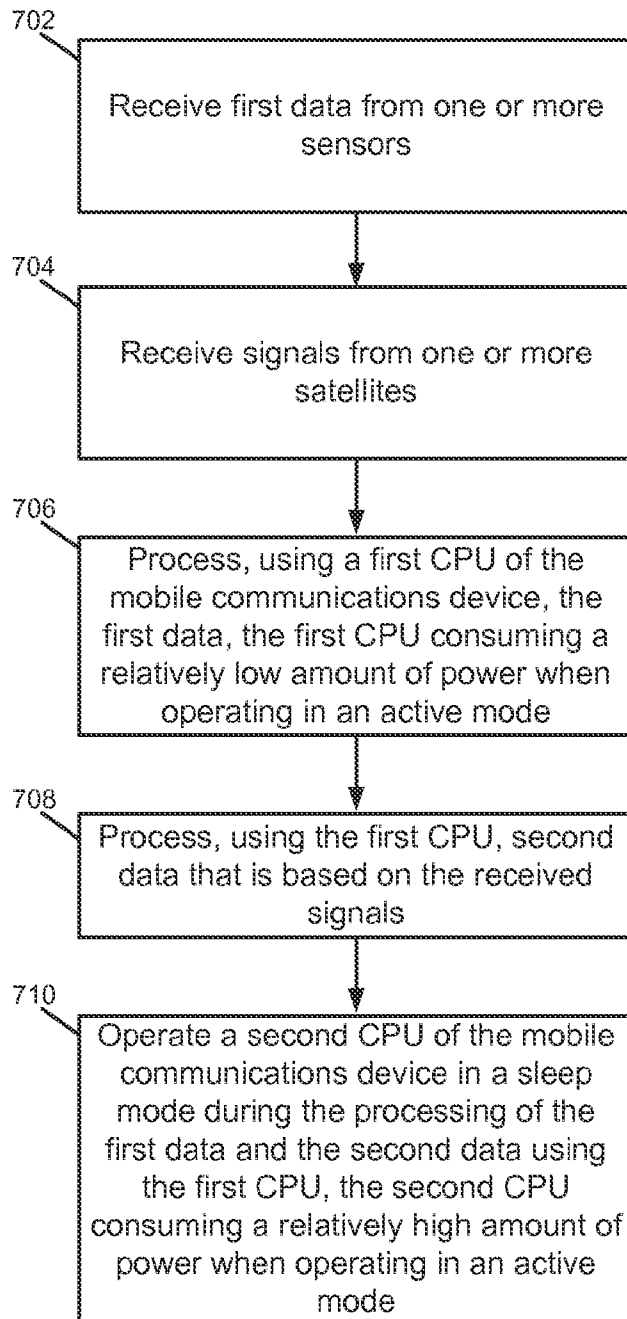 702
Receive first data from one or more
sensors
704
Receive signals from one or more
satellites
706
Process, using a first CPU of the
mobile communications device, the
first data, the first CPU consuming a
relatively low amount of power when
operating in an active mode
708
Process, using the first CPU, second
data that is based on the received
signals
710
Operate a second CPU of the mobile
communications device in a sleep
mode during the processing of the
first data and the second data using
the first CPU, the second CPU
consuming a relatively high amount of
power when operating in an active
mode